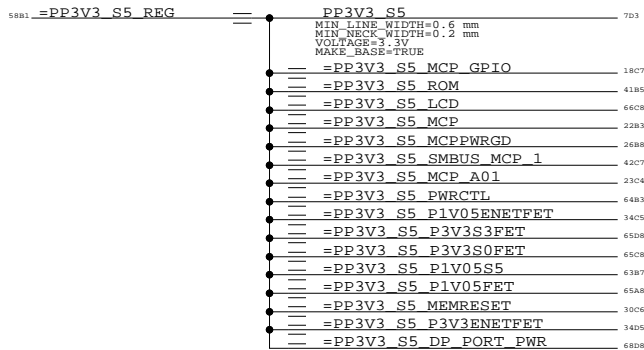 58B1 =PP3V3_S5_REG PP3V3_S5 7D3
MIN_LINE_WIDTH=0.6 mm
MIN_NECK_WIDTH=0.2 mm
VOLTAGE=3.3V
MAKE_BASE=TRUE
=PP3V3_S5_MCP_GPIO 18C7
=PP3V3_S5_ROM 41B5
=PP3V3_S5_LCD 66C8
=PP3V3_S5_MCP 22B3
=PP3V3_S5_MCPPWRGD 26B8
=PP3V3_S5_SMBUS_MCP_1 42C7
=PP3V3_S5_MCP_A01 23C4
=PP3V3_S5_PWRCTL 64B3
=PP3V3_S5_P1V05ENETFET 34C5
=PP3V3_S5_P3V3S3FET 65D8
=PP3V3_S5_P3V3S0FET 65C8
=PP3V3_S5_P1V05S5 63B7
=PP3V3_S5_P1V05FET 65A8
=PP3V3_S5_MEMRESET 30C6
=PP3V3_S5_P3V3ENETFET 34D5
=PP3V3_S5_DP_PORT_PWR 68D8